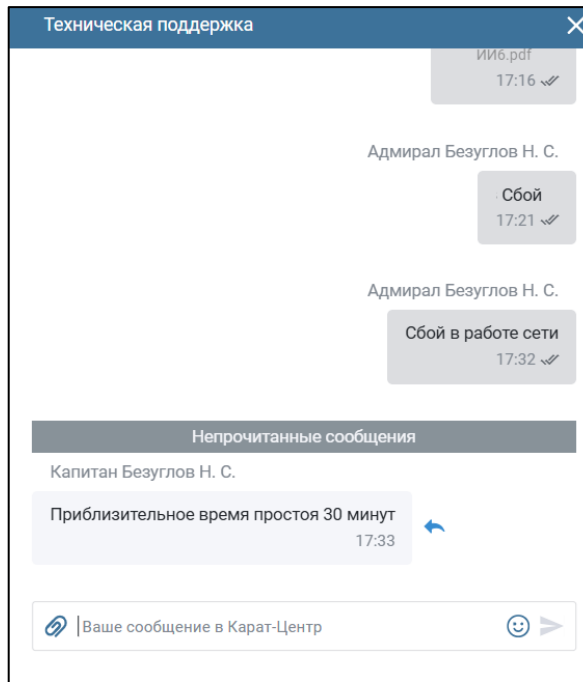 Техническая поддержка
ИИ6.pdf
17:16
Адмирал Безуглов Н. С.
Сбой
17:21
Адмирал Безуглов Н. С.
Сбой в работе сети
17:32
Непрочитанные сообщения
Капитан Безуглов Н. С.
Приблизительное время простоя 30 минут
17:33
Ваше сообщение в Карат-Центр